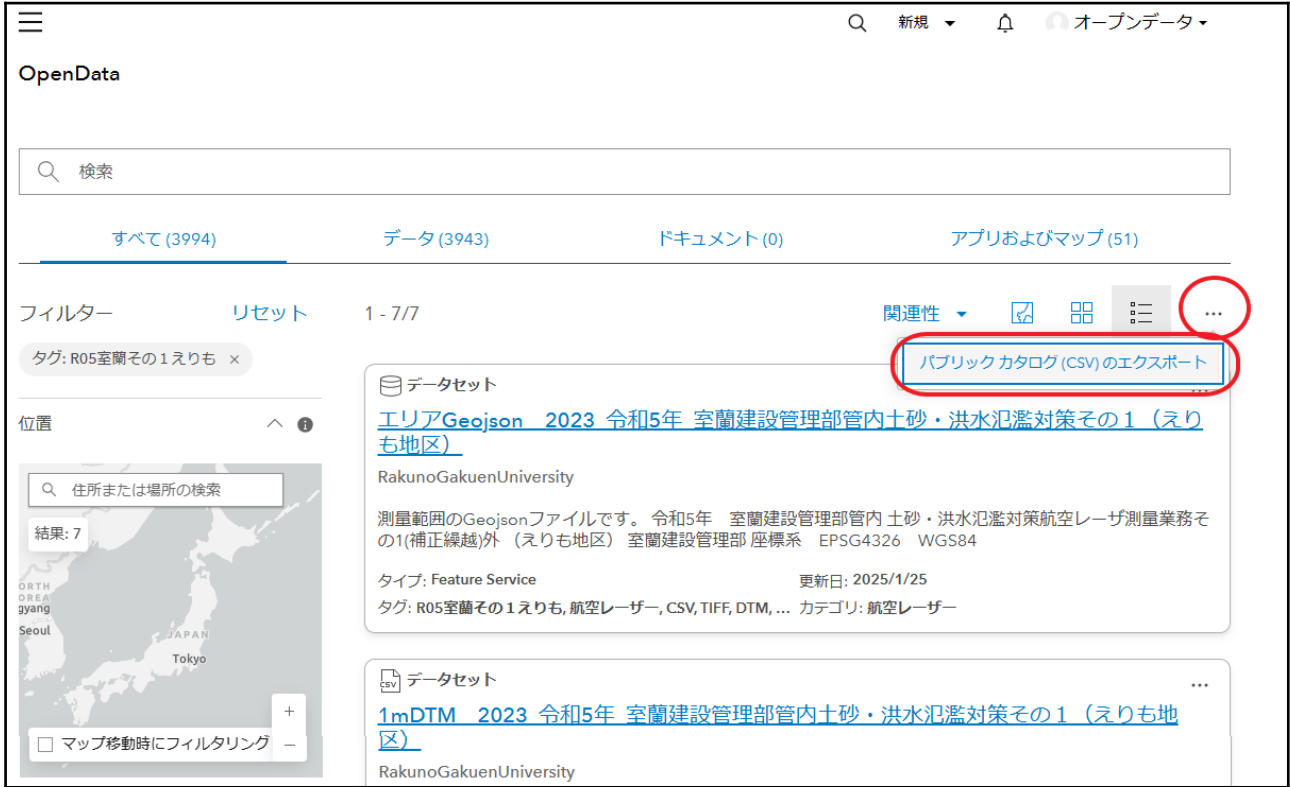 新規
オープンデータ
OpenData
検索
すべて (3994)
データ (3943)
ドキュメント (0)
アプリおよびマップ (51)
フィルター
リセット
1 - 7/7
関連性
パブリック カタログ (CSV) のエクスポート
タグ: R05室蘭その１えりも ×
位置
住所または場所の検索
結果: 7
NORTH
KOREA
gyang
Seoul
JAPAN
Tokyo
+
−
マップ移動時にフィルタリング
データセット
エリアGeojson　2023_令和5年_室蘭建設管理部管内土砂・洪水氾濫対策その１（えり
も地区）
RakunoGakuenUniversity
測量範囲のGeojsonファイルです。 令和5年　室蘭建設管理部管内 土砂・洪水氾濫対策航空レーザ測量業務そ
の1(補正繰越)外 （えりも地区） 室蘭建設管理部 座標系　EPSG4326　WGS84
タイプ: Feature Service
更新日: 2025/1/25
タグ: R05室蘭その１えりも, 航空レーザー, CSV, TIFF, DTM, ...
カテゴリ: 航空レーザー
CSV
データセット
1mDTM　2023_令和5年_室蘭建設管理部管内土砂・洪水氾濫対策その１（えりも地
区）
RakunoGakuenUniversity